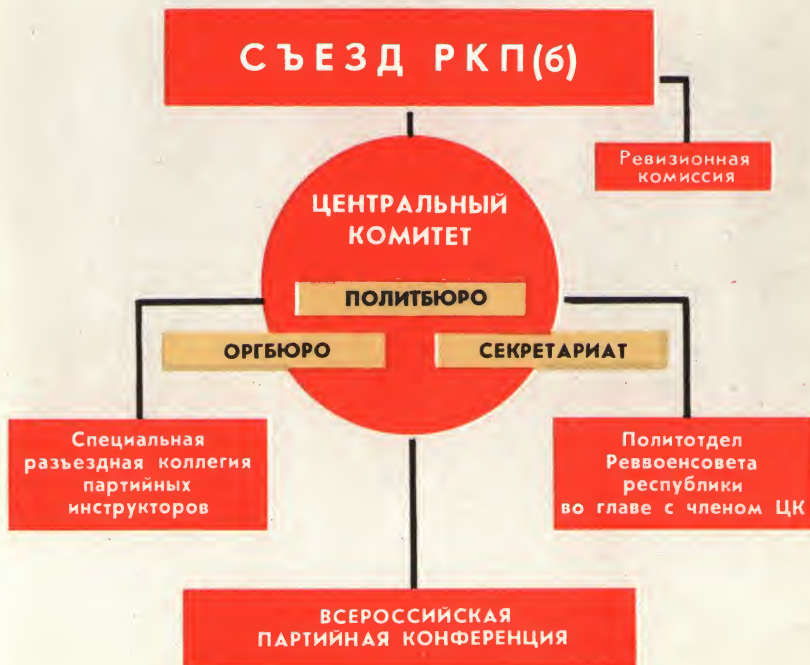 СЪЕЗД РКП(б)
Ревизионная
комиссия
ЦЕНТРАЛЬНЫЙ
КОМИТЕТ
ПОЛИТБЮРО
ОРГБЮРО
СЕКРЕТАРИАТ
Специальная
разъездная коллегия
партийных
инструкторов
Политотдел
Реввоенсовета
республики
во главе с членом ЦК
ВСЕРОССИЙСКАЯ
ПАРТИЙНАЯ КОНФЕРЕНЦИЯ